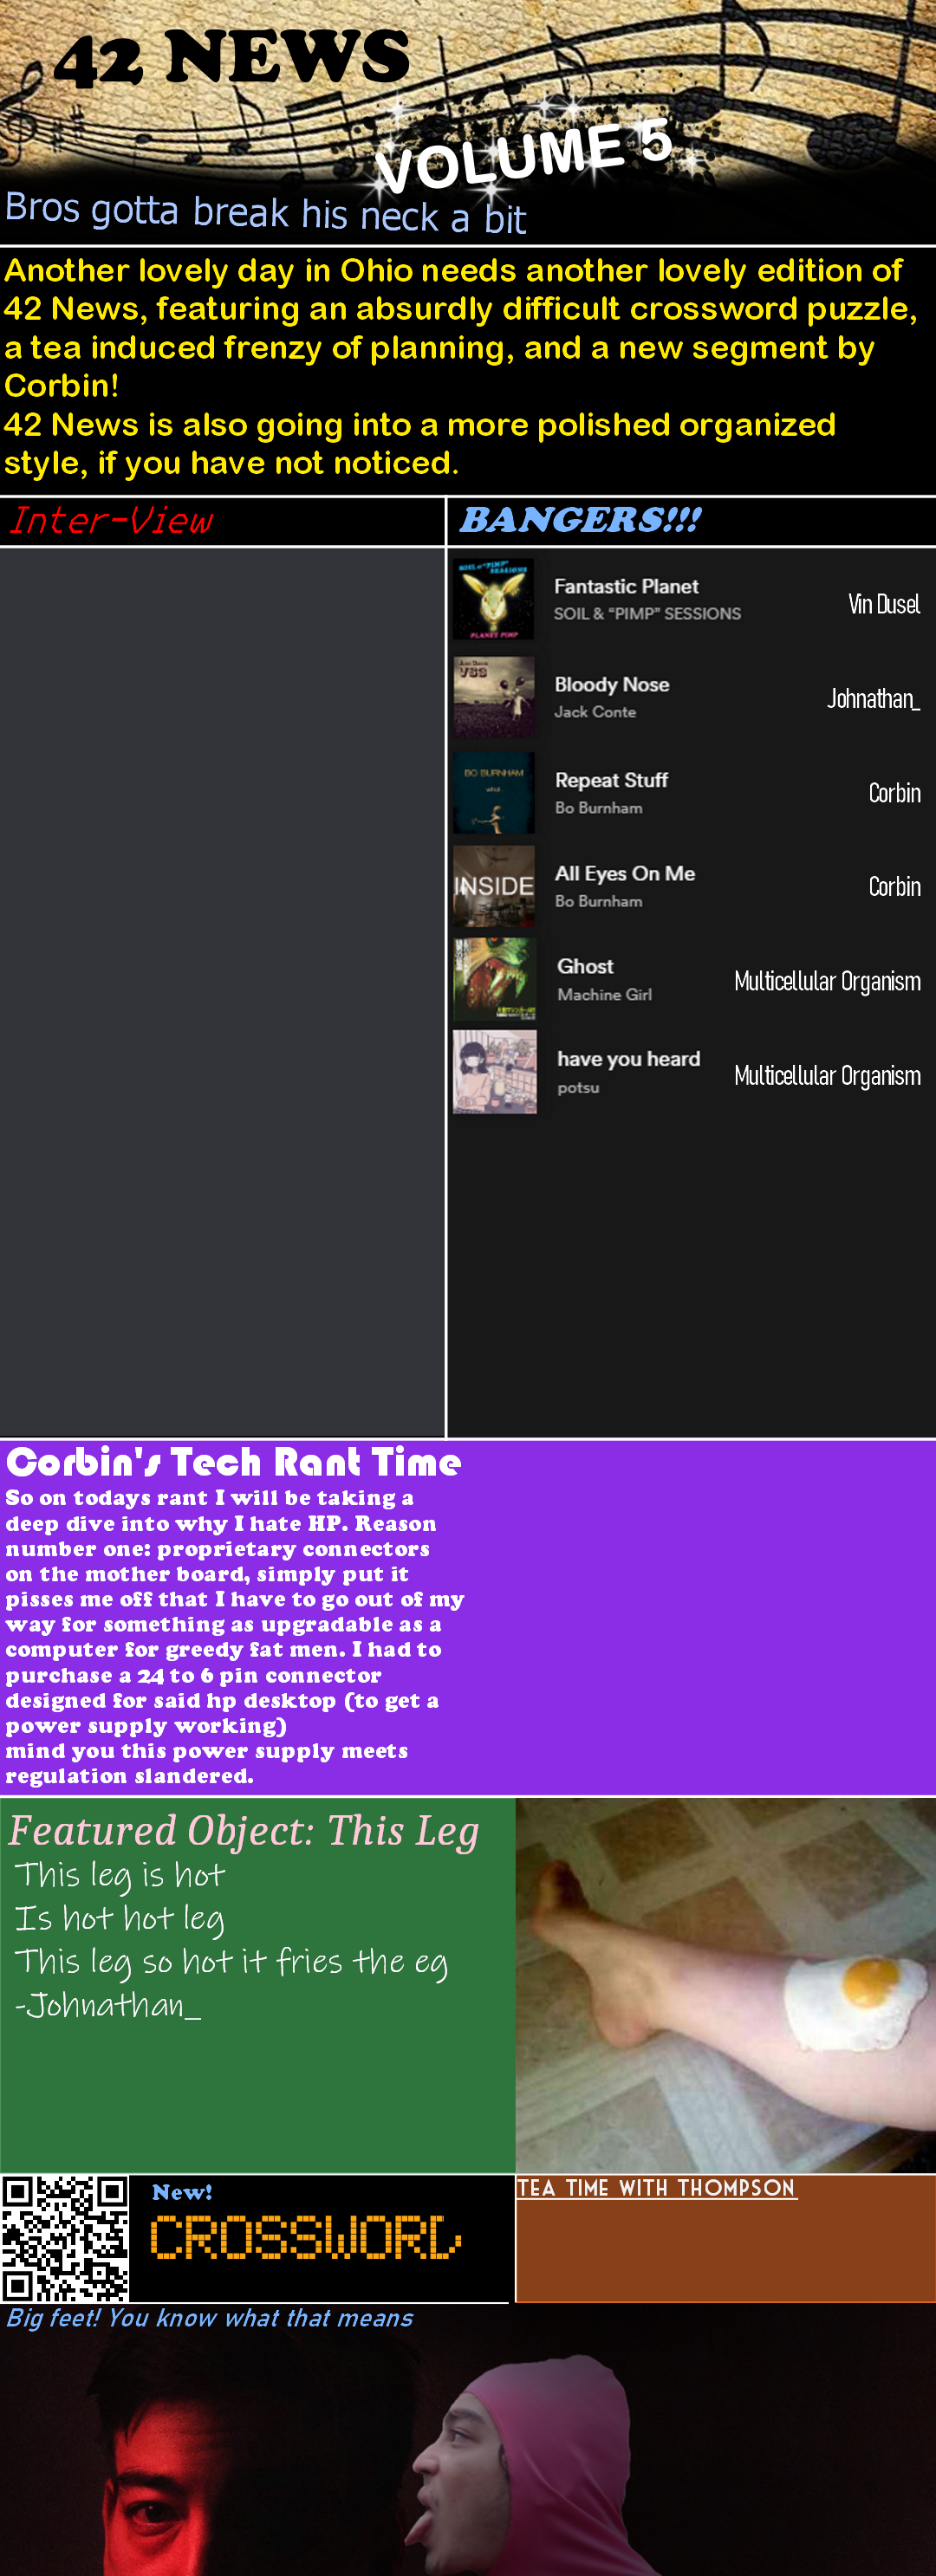 42 NEWS
VOLUME 5
Bros gotta break his neck a bit
Another lovely day in Ohio needs another lovely edition of
42 News, featuring an absurdly difficult crossword puzzle,
a tea induced frenzy of planning, and a new segment by
Corbin!
42 News is also going into a more polished organized
style, if you have not noticed.
Inter-View
BANGERS!!!
SOIL & "PIMP" SESSIONS
PLANET PIMP
Fantastic Planet
SOIL & "PIMP" SESSIONS
Vin Dusel
VS3
Bloody Nose
Jack Conte
Johnathan_
BO BURNHAM
what.
Repeat Stuff
Bo Burnham
Corbin
INSIDE
All Eyes On Me
Bo Burnham
Corbin
Ghost
Machine Girl
Multicellular Organism
have you heard
potsu
Multicellular Organism
Corbin's Tech Rant Time
So on todays rant I will be taking a
deep dive into why I hate HP. Reason
number one: proprietary connectors
on the mother board, simply put it
pisses me off that I have to go out of my
way for something as upgradable as a
computer for greedy fat men. I had to
purchase a 24 to 6 pin connector
designed for said hp desktop (to get a
power supply working)
mind you this power supply meets
regulation slandered.
Featured Object: This Leg
This leg is hot
Is hot hot leg
This leg so hot it fries the eg
-Johnathan_
New!
CROSSWORD
TEA TIME WITH THOMPSON
Big feet! You know what that means